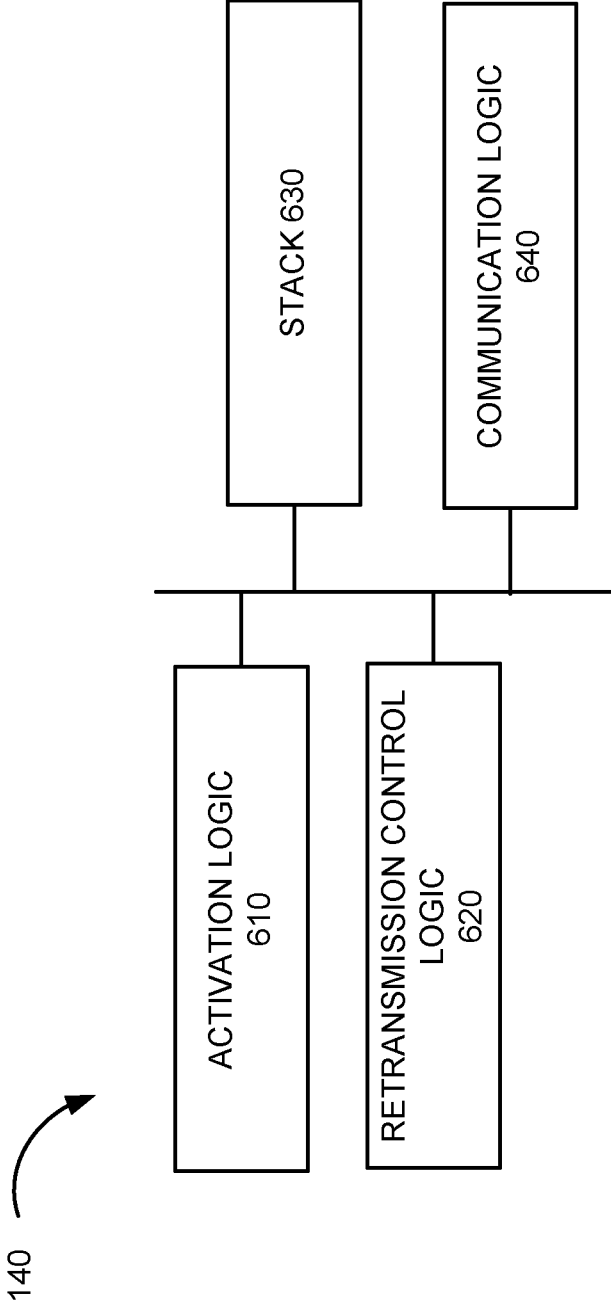 140
ACTIVATION LOGIC
610
RETRANSMISSION CONTROL
LOGIC
620
STACK 630
COMMUNICATION LOGIC
640